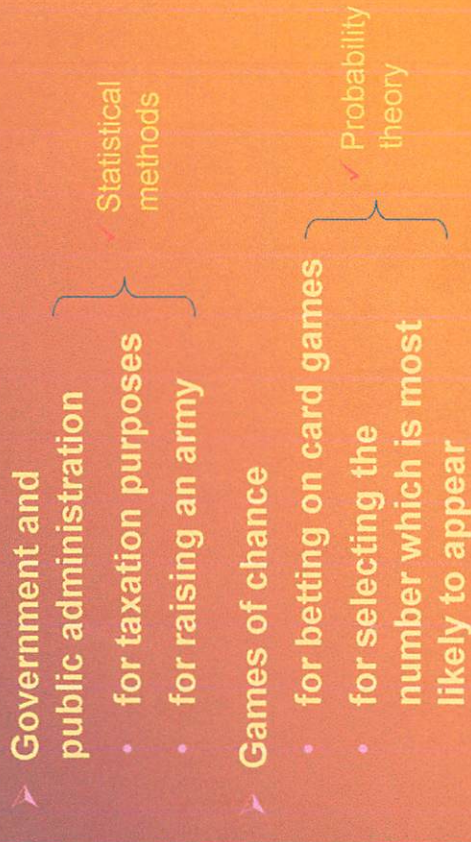 Government and
public administration
for taxation purposes
for raising an army
Statistical
methods
Games of chance
for betting on card games
for selecting the
number which is most
likely to appear
Probability
theory